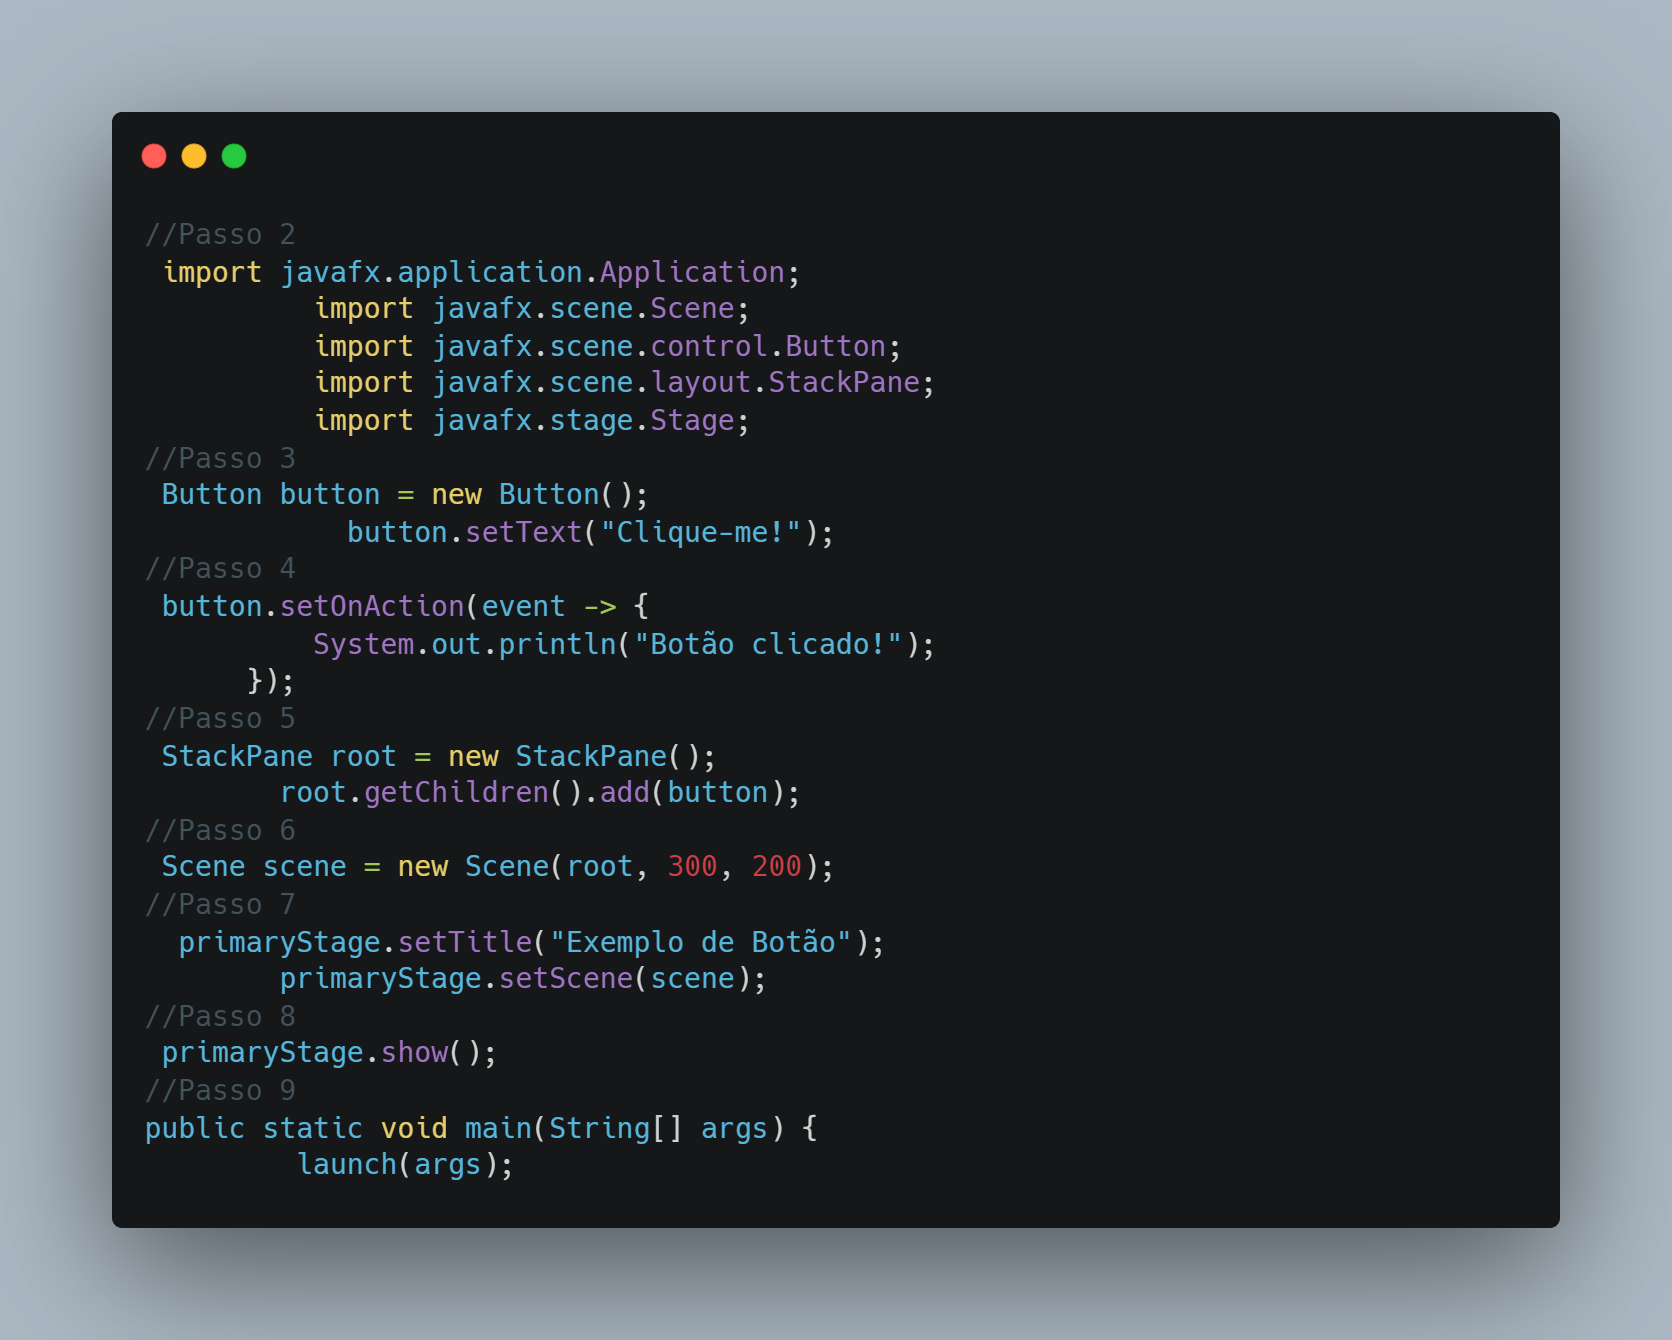 //Passo 2
import javafx.application.Application;
import javafx.scene.Scene;
import javafx.scene.control.Button;
import javafx.scene.layout.StackPane;
import javafx.stage.Stage;
//Passo 3
Button button = new Button();
button.setText("Clique-me!");
//Passo 4
button.setOnAction(event -> {
System.out.println("Botão clicado!");
});
//Passo 5
StackPane root = new StackPane();
root.getChildren().add(button);
//Passo 6
Scene scene = new Scene(root, 300, 200);
//Passo 7
primaryStage.setTitle("Exemplo de Botão");
primaryStage.setScene(scene);
//Passo 8
primaryStage.show();
//Passo 9
public static void main(String[] args) {
launch(args);